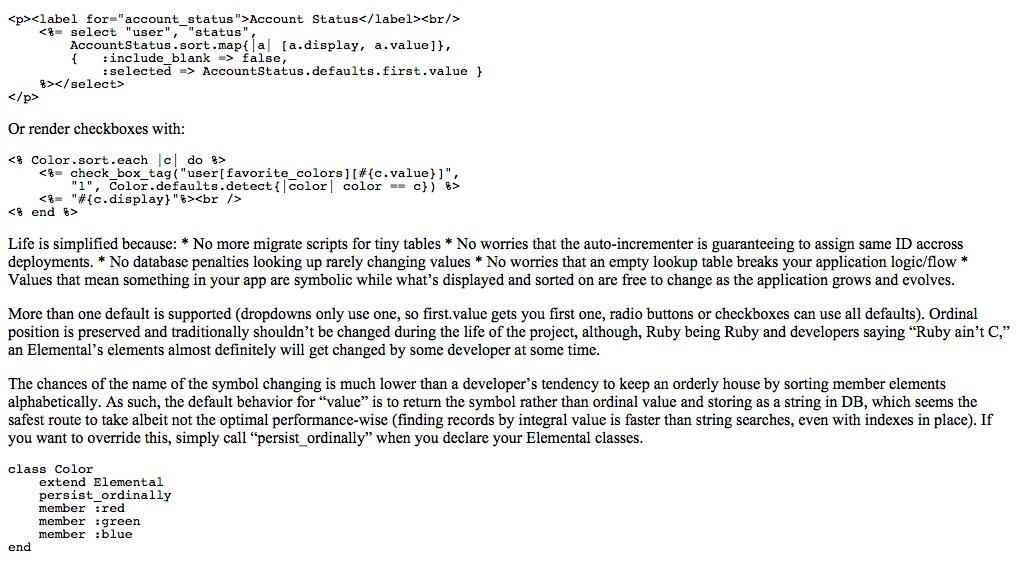 <p><label for="account_status">Account Status</label><br/>
    <%= select "user", "status",
        AccountStatus.sort.map{|a| [a.display, a.value]},
        {   :include_blank => false,
            :selected => AccountStatus.defaults.first.value }
    %></select>
</p>
Or render checkboxes with:
<% Color.sort.each |c| do %>
    <%= check_box_tag("user[favorite_colors][#{c.value}]",
        "1", Color.defaults.detect{|color| color == c}) %>
    <%= "#{c.display}"%><br />
<% end %>
Life is simplified because: * No more migrate scripts for tiny tables * No worries that the auto-incrementer is guaranteeing to assign same ID accross
deployments. * No database penalties looking up rarely changing values * No worries that an empty lookup table breaks your application logic/flow *
Values that mean something in your app are symbolic while what’s displayed and sorted on are free to change as the application grows and evolves.
More than one default is supported (dropdowns only use one, so first.value gets you first one, radio buttons or checkboxes can use all defaults). Ordinal
position is preserved and traditionally shouldn’t be changed during the life of the project, although, Ruby being Ruby and developers saying “Ruby ain’t C,”
an Elemental’s elements almost definitely will get changed by some developer at some time.
The chances of the name of the symbol changing is much lower than a developer’s tendency to keep an orderly house by sorting member elements
alphabetically. As such, the default behavior for “value” is to return the symbol rather than ordinal value and storing as a string in DB, which seems the
safest route to take albeit not the optimal performance-wise (finding records by integral value is faster than string searches, even with indexes in place). If
you want to override this, simply call “persist_ordinally” when you declare your Elemental classes.
class Color
    extend Elemental
    persist_ordinally
    member :red
    member :green
    member :blue
end